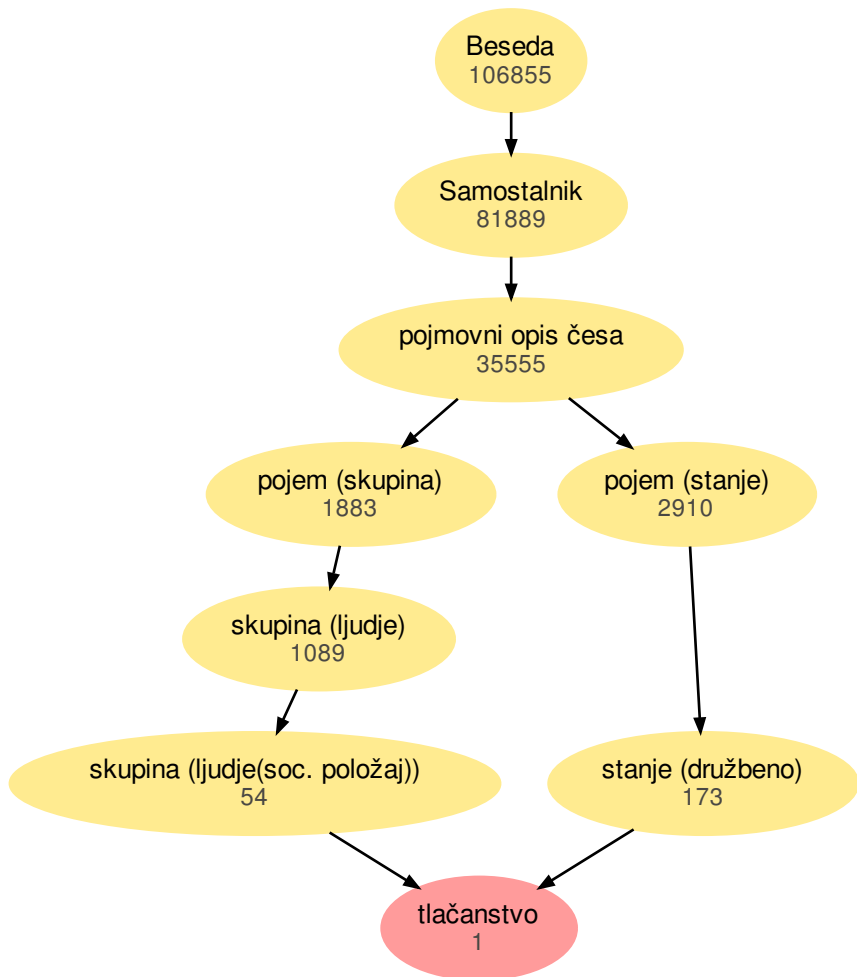 Beseda
106855
Samostalnik
81889
pojmovni opis česa
35555
pojem (skupina)
1883
pojem (stanje)
2910
skupina (ljudje)
1089
skupina (ljudje(soc. položaj))
54
stanje (družbeno)
173
tlačanstvo
1